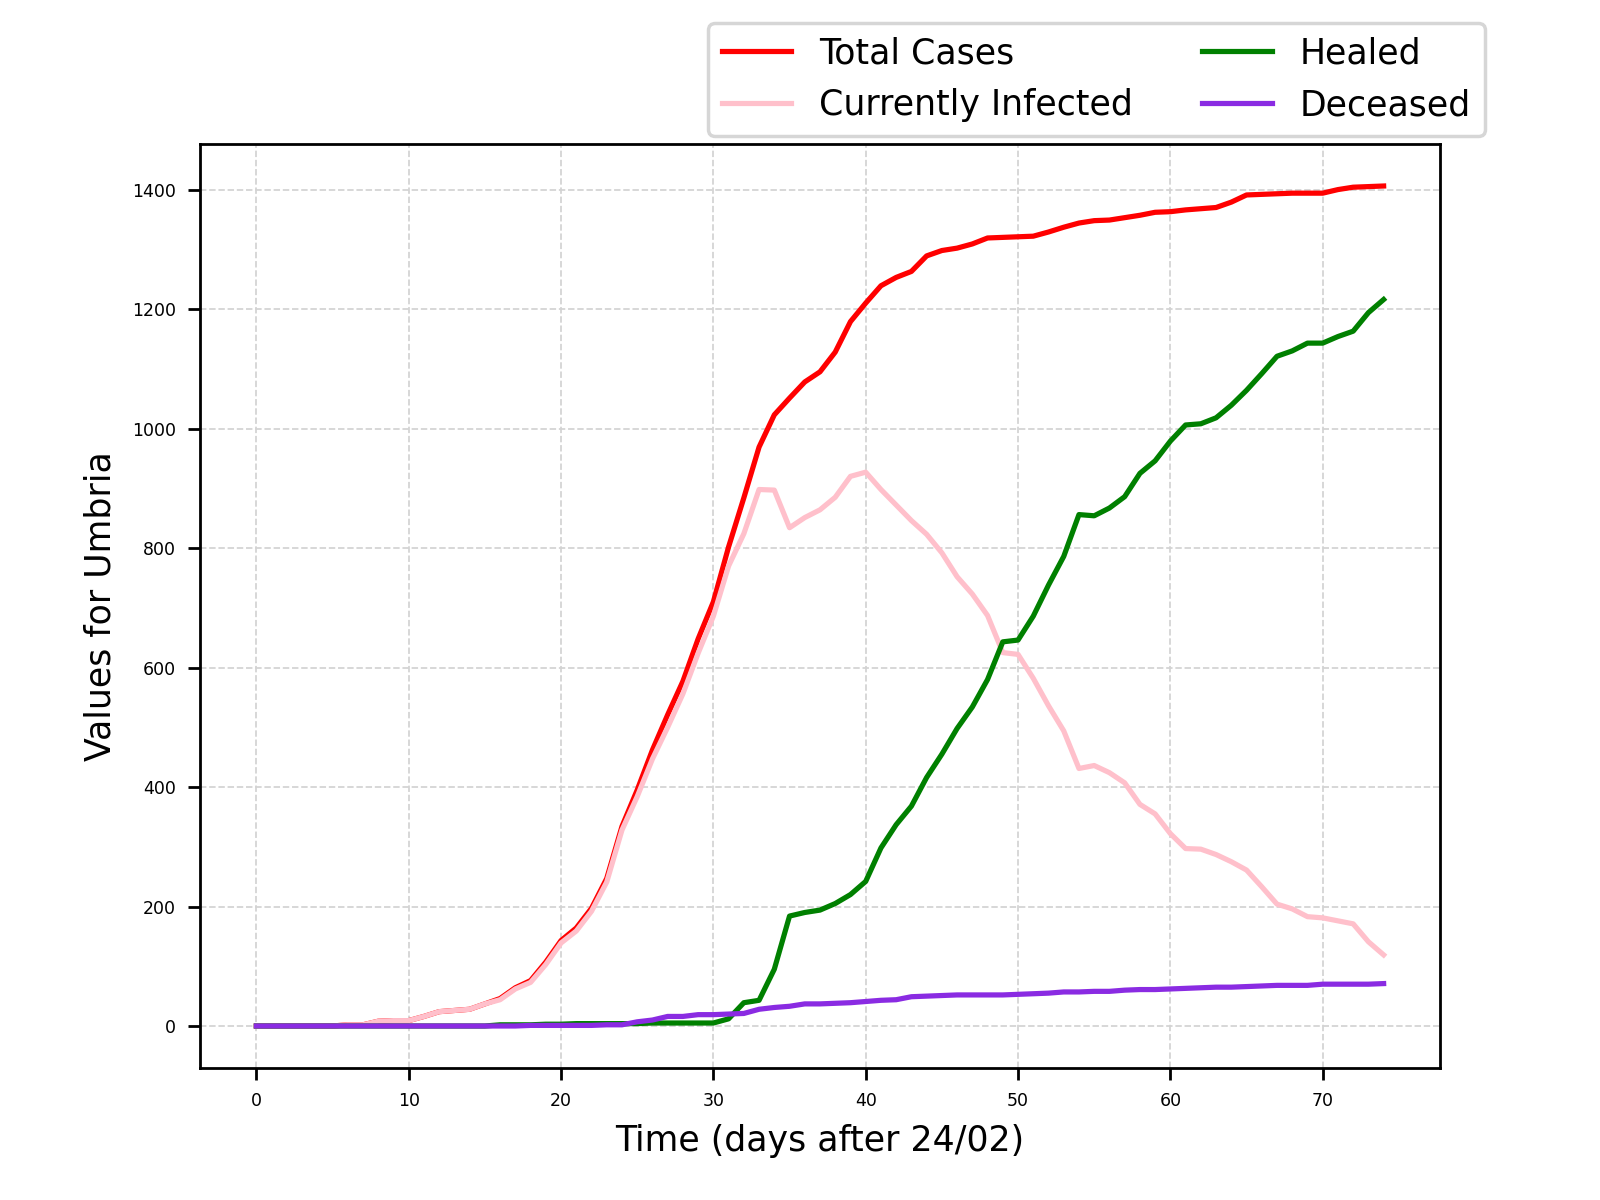 Total Cases
Currently Infected
Healed
Deceased
1400
1200
1000
800
600
400
200
0
Values for Umbria
0 10 20 30 40 50 60 70
Time (days after 24/02)